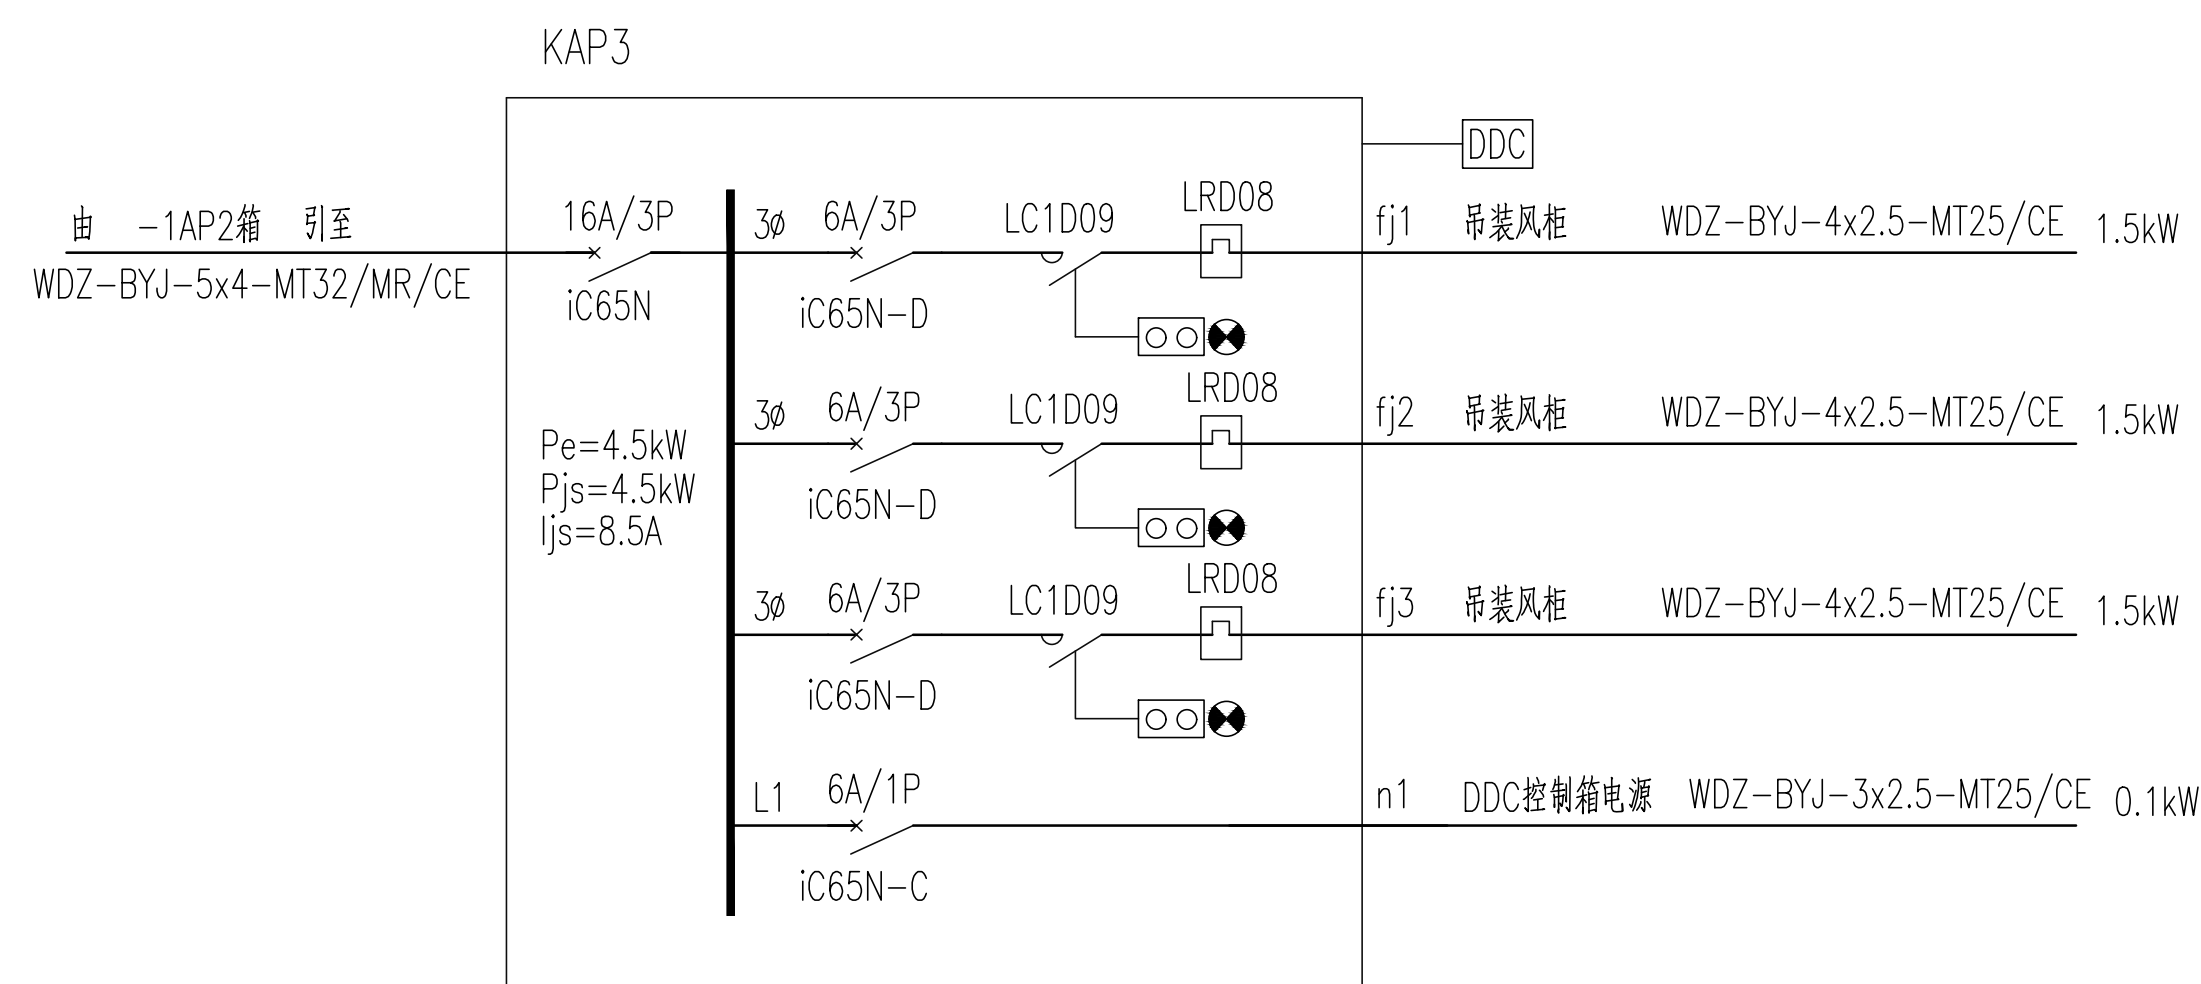 KAP3
DDC
由 -1AP2箱 引至
WDZ-BYJ-5x4-MT32/MR/CE
16A/3P
iC65N
3ø 6A/3P LC1D09 LRD08 fj1 吊装风柜 WDZ-BYJ-4x2.5-MT25/CE 1.5kW
iC65N-D
3ø 6A/3P LC1D09 LRD08 fj2 吊装风柜 WDZ-BYJ-4x2.5-MT25/CE 1.5kW
iC65N-D
Pe=4.5kW
Pjs=4.5kW
Ijs=8.5A
3ø 6A/3P LC1D09 LRD08 fj3 吊装风柜 WDZ-BYJ-4x2.5-MT25/CE 1.5kW
iC65N-D
L1 6A/1P n1 DDC控制箱电源 WDZ-BYJ-3x2.5-MT25/CE 0.1kW
iC65N-C